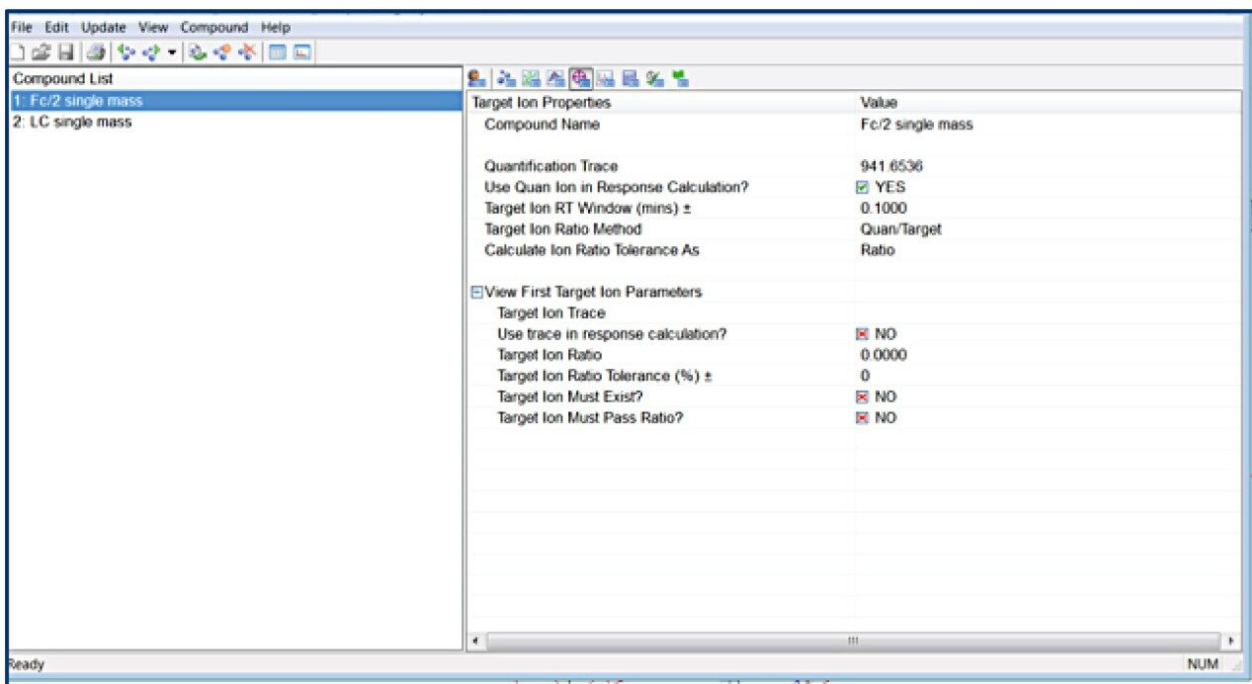 File Edit Update View Compound Help
Compound List
1: Fc/2 single mass
2: LC single mass
Target Ion Properties Value
Compound Name Fc/2 single mass
Quantification Trace 941.6536
Use Quan Ion in Response Calculation? YES
Target Ion RT Window (mins) ± 0.1000
Target Ion Ratio Method Quan/Target
Calculate Ion Ratio Tolerance As Ratio
View First Target Ion Parameters
Target Ion Trace
Use trace in response calculation? NO
Target Ion Ratio 0.0000
Target Ion Ratio Tolerance (%) ± 0
Target Ion Must Exist? NO
Target Ion Must Pass Ratio? NO
Ready NUM